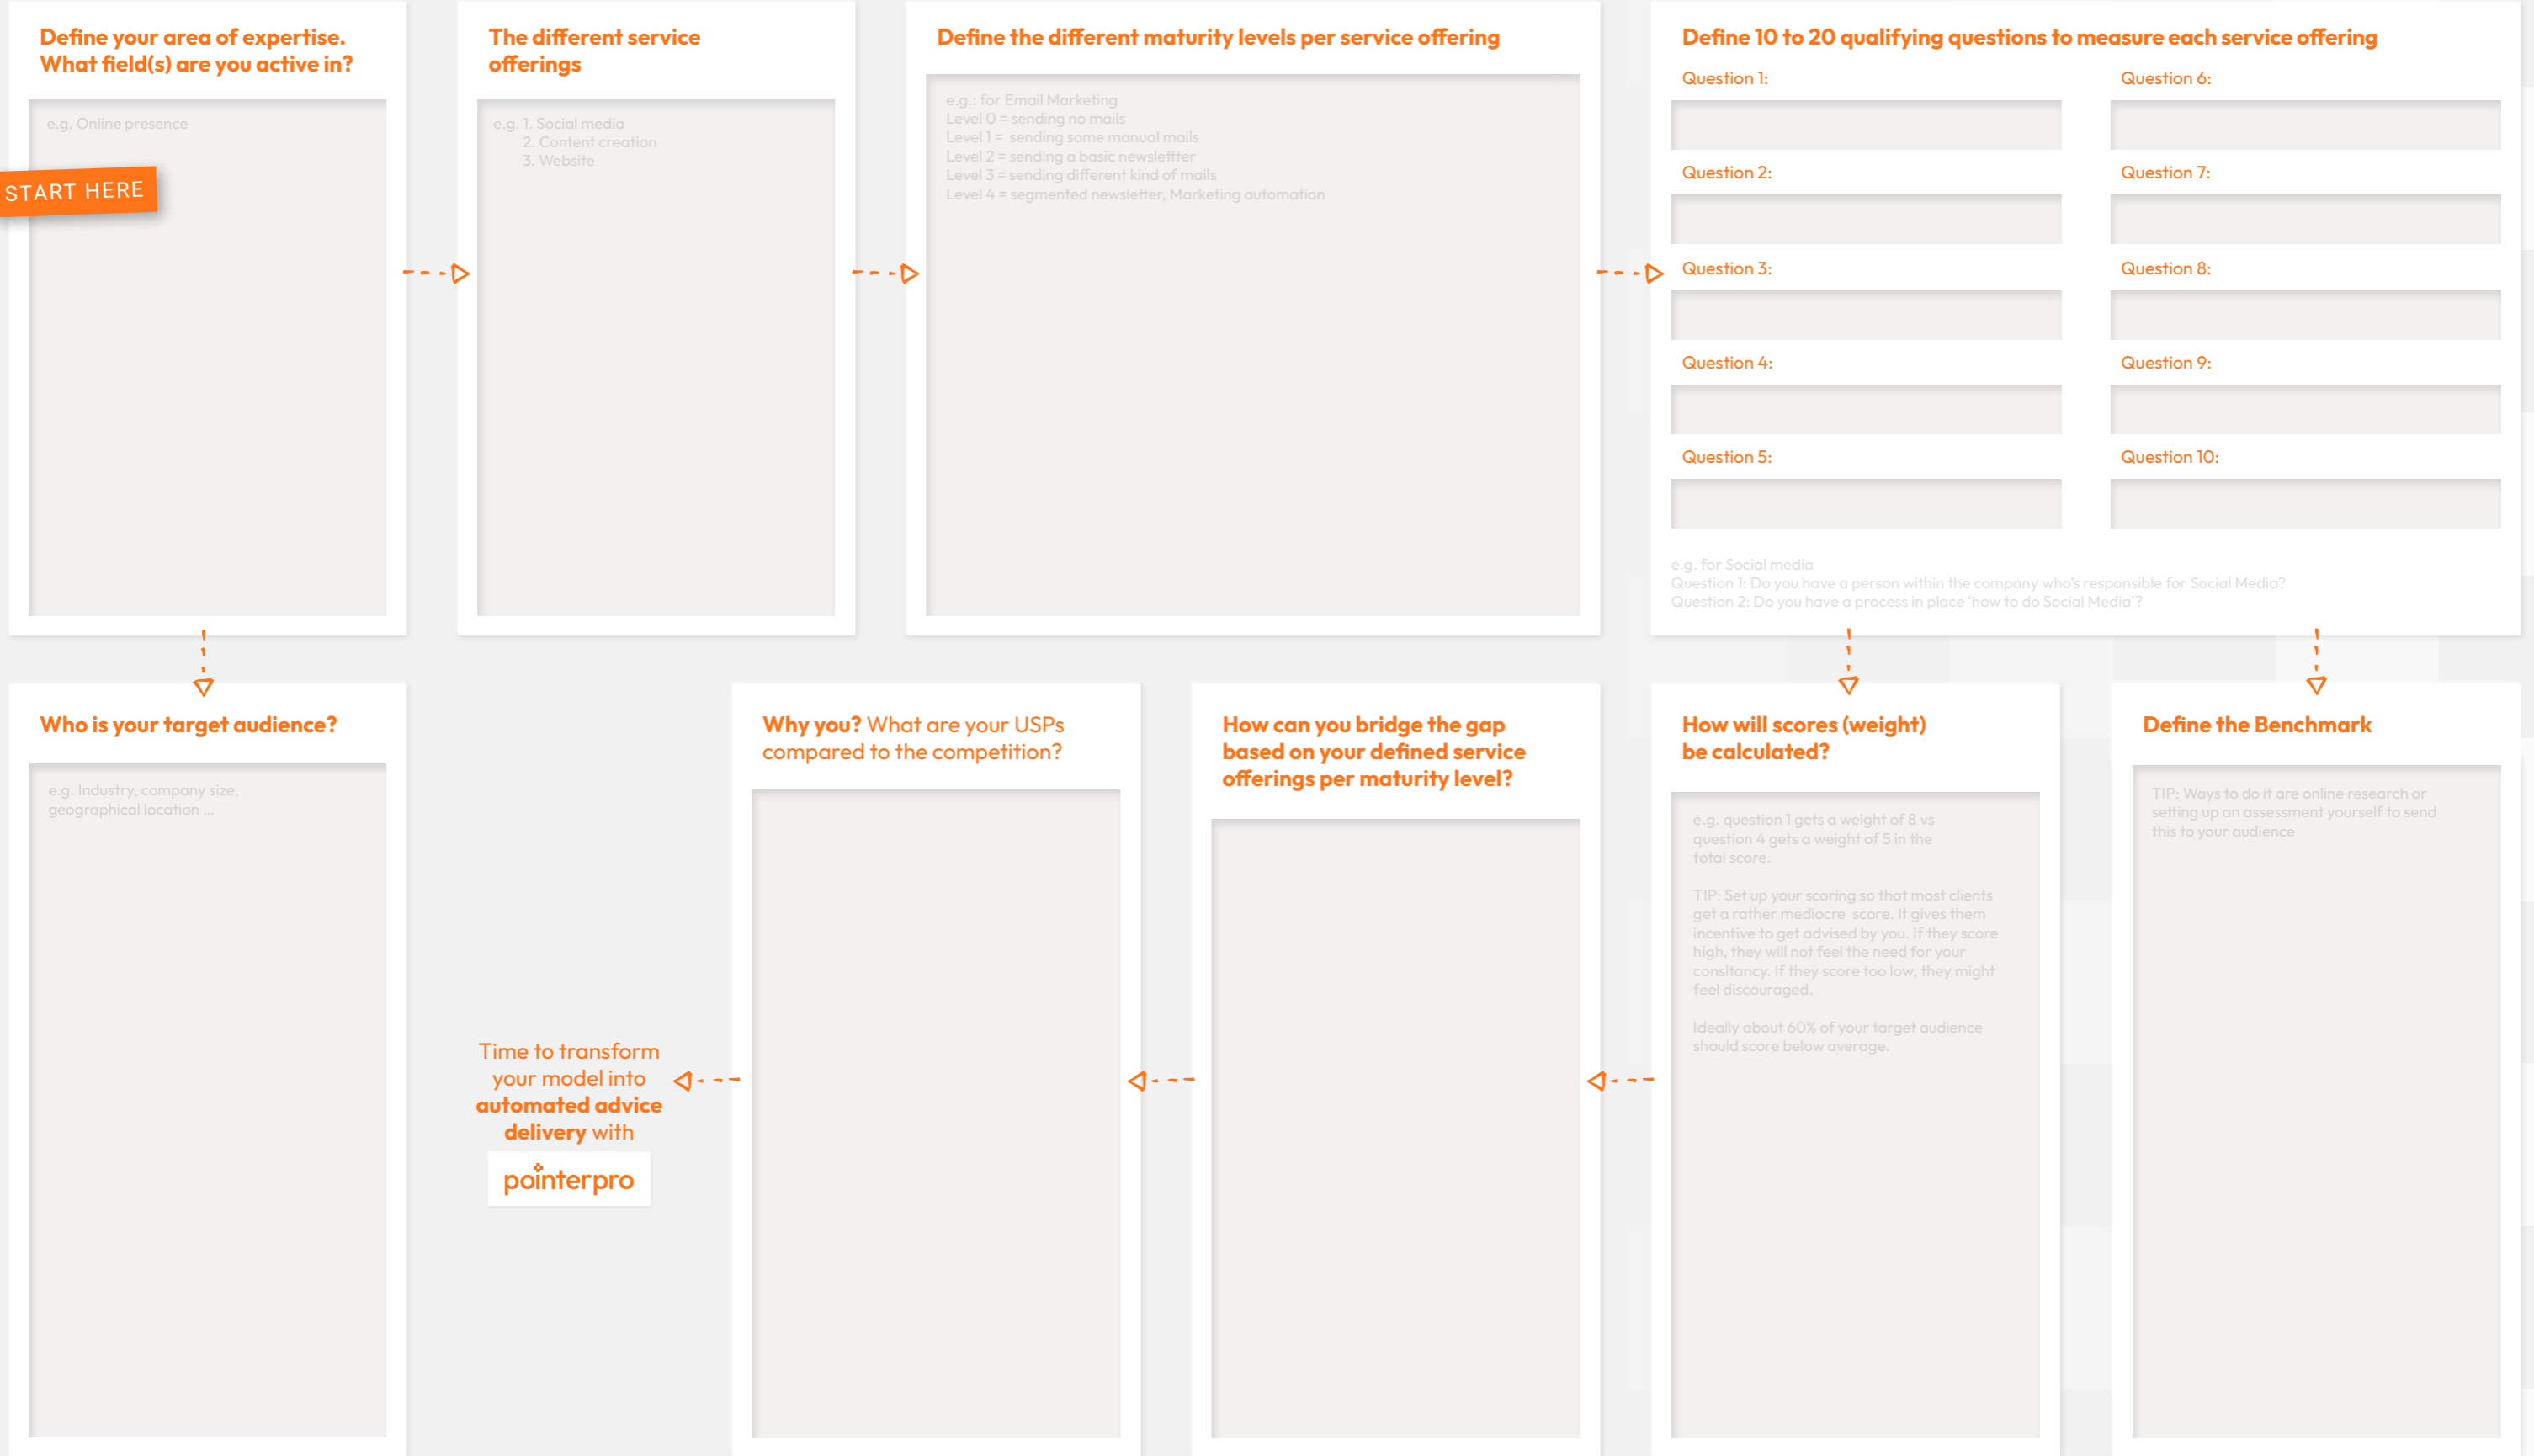 Define your area of expertise.
What field(s) are you active in?
e.g. Online presence
START HERE
The different service
offerings
e.g. 1. Social media
2. Content creation
3. Website
Define the different maturity levels per service offering
e.g.: for Email Marketing
Level 0 = sending no mails
Level 1 = sending some manual mails
Level 2 = sending a basic newslettter
Level 3 = sending different kind of mails
Level 4 = segmented newsletter, Marketing automation
Define 10 to 20 qualifying questions to measure each service offering
Question 1:
Question 2:
Question 3:
Question 4:
Question 5:
Question 6:
Question 7:
Question 8:
Question 9:
Question 10:
e.g. for Social media
Question 1: Do you have a person within the company who's responsible for Social Media?
Question 2: Do you have a process in place ‘how to do Social Media’?
Who is your target audience?
e.g. Industry, company size,
geographical location ...
Time to transform
your model into
automated advice
delivery with
pointerpro
Why you? What are your USPs
compared to the competition?
How can you bridge the gap
based on your defined service
offerings per maturity level?
How will scores (weight)
be calculated?
e.g. question 1 gets a weight of 8 vs
question 4 gets a weight of 5 in the
total score.
TIP: Set up your scoring so that most clients
get a rather mediocre score. It gives them
incentive to get advised by you. If they score
high, they will not feel the need for your
consltancy. If they score too low, they might
feel discouraged.
Ideally about 60% of your target audience
should score below average.
Define the Benchmark
TIP: Ways to do it are online research or
setting up an assessment yourself to send
this to your audience